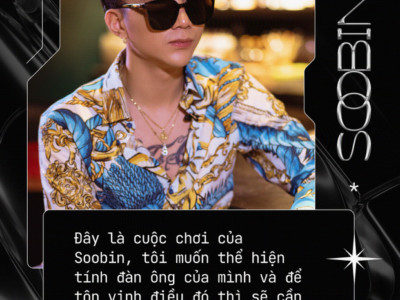 SOOBIN
*
Đây là cuộc chơi của
Soobin, tôi muốn thể hiện
tính đàn ông của mình và để
tôn vinh điều đó thì sẽ cần